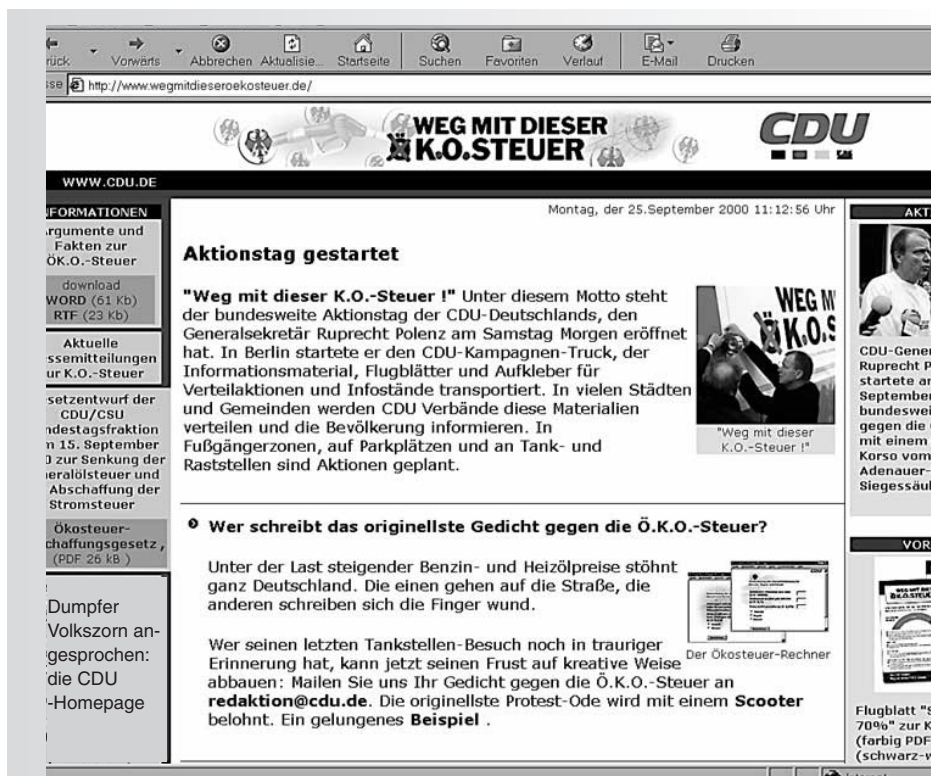 rück
Vorwärts
Abbrechen
Aktualisie...
Startseite
Suchen
Favoriten
Verlauf
E-Mail
Drucken
sse http://www.wegmitdieseroekosteuer.de/
WEG MIT DIESER
Ö K.O.STEUER
CDU
WWW.CDU.DE
FORMATIONEN
rgumente und
Fakten zur
ÖK.O.-Steuer
download
WORD (61 Kb)
RTF (23 Kb)
Aktuelle
ssemitteilungen
ur K.O.-Steuer
setzentwurf der
CDU/CSU
ndestagsfraktion
m 15. September
0 zur Senkung der
neralölsteuer und
Abschaffung der
Stromsteuer
Ökosteuer-
chaffungsgesetz ,
(PDF 26 kB )
Dumpfer
Volkszorn an-
gesprochen:
die CDU
-Homepage
Montag, der 25.September 2000 11:12:56 Uhr
Aktionstag gestartet
"Weg mit dieser K.O.-Steuer !" Unter diesem Motto steht
der bundesweite Aktionstag der CDU-Deutschlands, den
Generalsekretär Ruprecht Polenz am Samstag Morgen eröffnet
hat. In Berlin startete er den CDU-Kampagnen-Truck, der
Informationsmaterial, Flugblätter und Aufkleber für
Verteilaktionen und Infostände transportiert. In vielen Städten
und Gemeinden werden CDU Verbände diese Materialien
verteilen und die Bevölkerung informieren. In
Fußgängerzonen, auf Parkplätzen und an Tank- und
Raststellen sind Aktionen geplant.
WEG M
Ö K.O.S
"Weg mit dieser
K.O.-Steuer !"
Wer schreibt das originellste Gedicht gegen die Ö.K.O.-Steuer?
Unter der Last steigender Benzin- und Heizölpreise stöhnt
ganz Deutschland. Die einen gehen auf die Straße, die
anderen schreiben sich die Finger wund.
Wer seinen letzten Tankstellen-Besuch noch in trauriger
Erinnerung hat, kann jetzt seinen Frust auf kreative Weise
abbauen: Mailen Sie uns Ihr Gedicht gegen die Ö.K.O.-Steuer an
redaktion@cdu.de. Die originellste Protest-Ode wird mit einem Scooter
belohnt. Ein gelungenes Beispiel .
Der Ökosteuer-Rechner
AKT
CDU-Gener
Ruprecht P
startete an
September
bundeswei
gegen die
mit einem
Korso vom
Adenauer-
Siegessäul
VOR
Flugblatt "S
70%" zur K
(farbig PDF
(schwarz-w